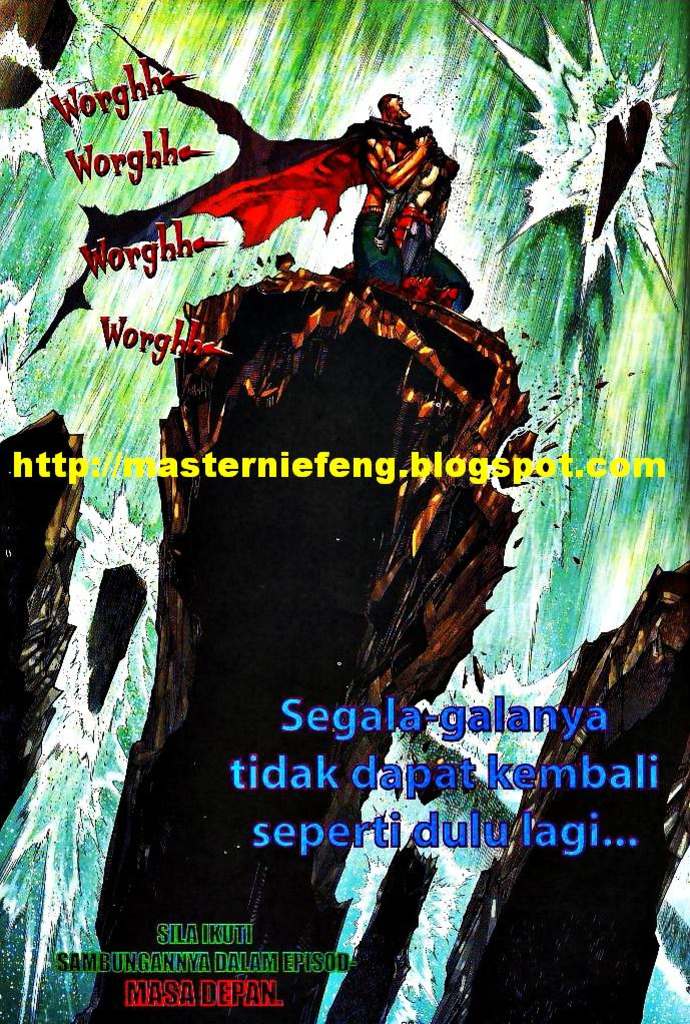 Worghh-
Worghh-
Worghh-
Worghh-
http://masterniefeng.blogspot.com
Segala-galanya
tidak dapat kembali
seperti dulu lagi...
SILA IKUTI
SAMBUNGANNYA DALAM EPISOD-
MASA DEPAN.